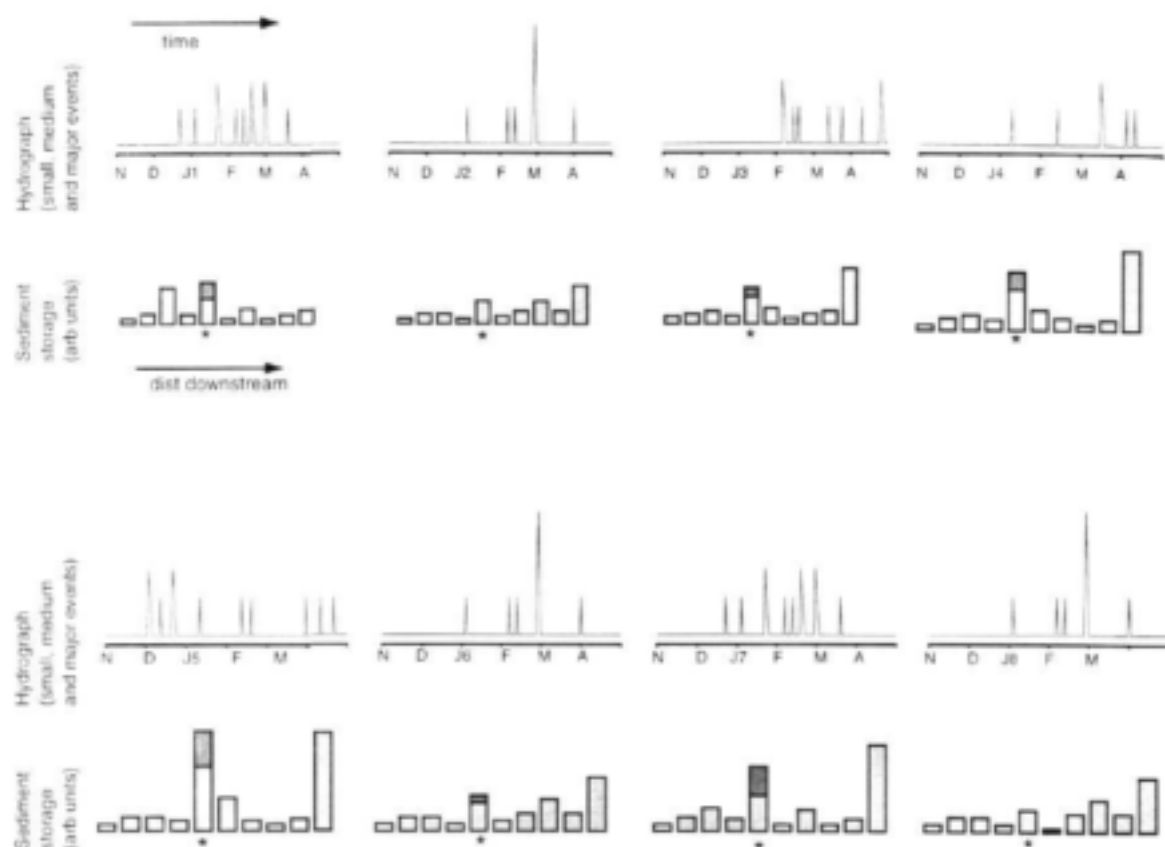 time
Hydrograph
(small, medium
and major events)
N D J1 F M A
N D J2 F M A
N D J3 F M A
N D J4 F M A
Sediment
storage
(arb units)
*
*
*
*
dist downstream
Hydrograph
(small, medium
and major events)
N D J5 F M
N D J6 F M A
N D J7 F M A
N D J8 F M
Sediment
storage
(arb units)
*
*
*
*